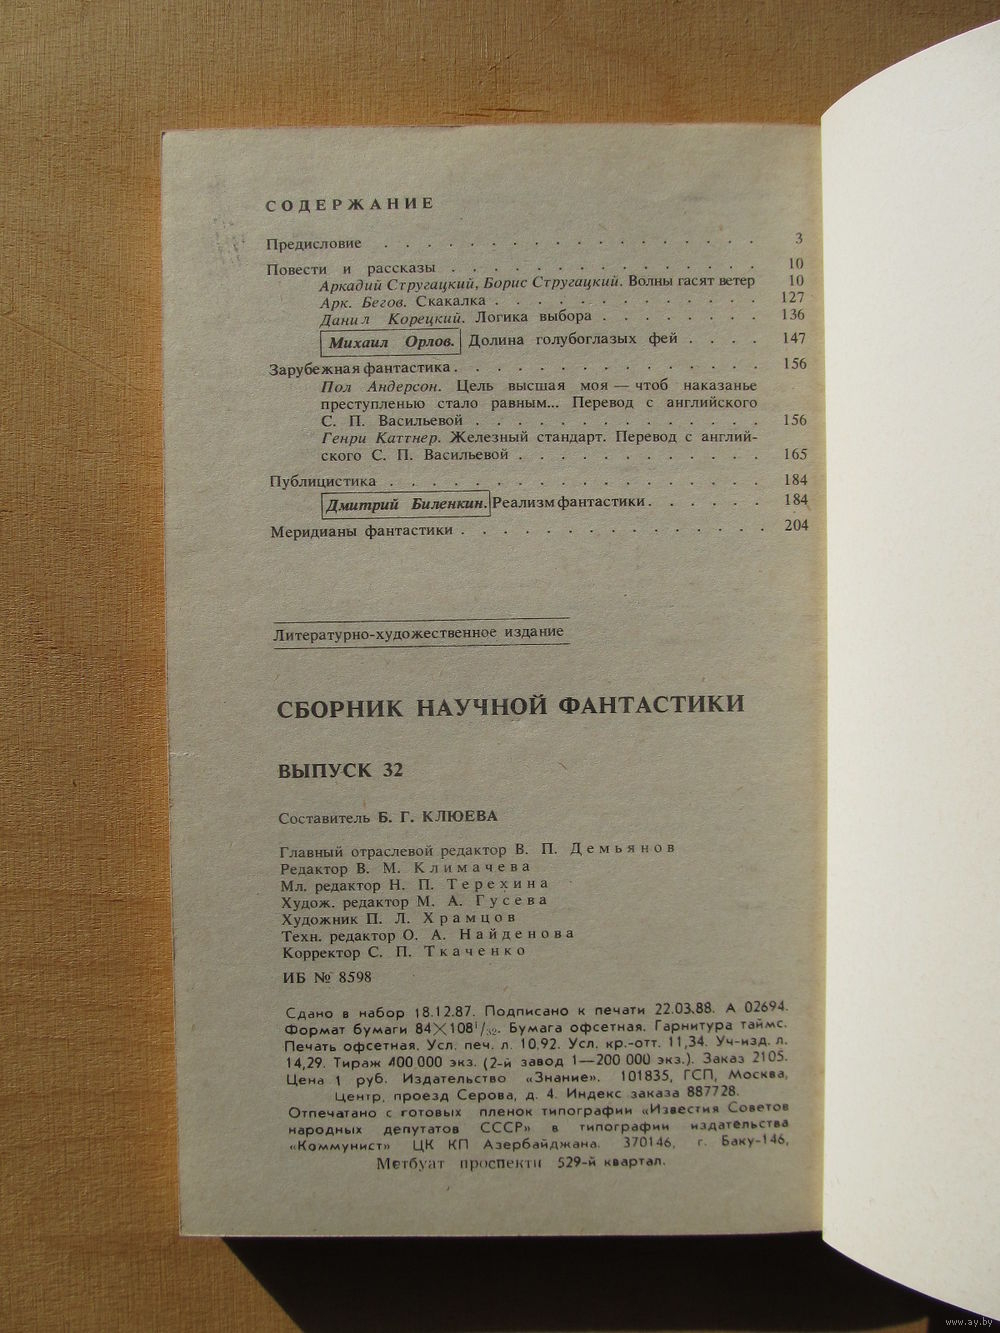 СОДЕРЖАНИЕ
Предисловие . . . . . . . . . . . . . . . . . . 3
Повести и рассказы . . . . . . . . . . . . . . . 10
Аркадий Стругацкий, Борис Стругацкий. Волны гасят ветер 10
Арк. Бегов. Скакалка . . . . . . . . . . . . . 127
Данил Корецкий. Логика выбора . . . . . . . . 136
Михаил Орлов. Долина голубоглазых фей . . . . 147
Зарубежная фантастика . . . . . . . . . . . . . . . 156
Пол Андерсон. Цель высшая моя — чтоб наказанье
преступленью стало равным... Перевод с английского
С. П. Васильевой . . . . . . . . . . . . . . 156
Генри Каттнер. Железный стандарт. Перевод с англий-
ского С. П. Васильевой . . . . . . . . . . . . 165
Публицистика . . . . . . . . . . . . . . . . . . 184
Дмитрий Биленкин. Реализм фантастики . . . . . . 184
Меридианы фантастики . . . . . . . . . . . . . . . 204
Литературно-художественное издание
СБОРНИК НАУЧНОЙ ФАНТАСТИКИ
ВЫПУСК 32
Составитель Б. Г. КЛЮЕВА
Главный отраслевой редактор В. П. Демьянов
Редактор В. М. Климачева
Мл. редактор Н. П. Терехина
Худож. редактор М. А. Гусева
Художник П. Л. Храмцов
Техн. редактор О. А. Найденова
Корректор С. П. Ткаченко
ИБ № 8598
Сдано в набор 18.12.87. Подписано к печати 22.03.88. А 02694.
Формат бумаги 84×108¹/₃₂. Бумага офсетная. Гарнитура таймс.
Печать офсетная. Усл. печ. л. 10,92. Усл. кр.-отт. 11,34. Уч-изд. л.
14,29. Тираж 400 000 экз. (2-й завод 1—200 000 экз.). Заказ 2105.
Цена 1 руб. Издательство «Знание». 101835, ГСП, Москва,
Центр, проезд Серова, д. 4. Индекс заказа 887728.
Отпечатано с готовых пленок типографии «Известия Советов
народных депутатов СССР» в типографии издательства
«Коммунист» ЦК КП Азербайджана. 370146, г. Баку-146,
Метбуат проспекти 529-й квартал.
www.ay.by